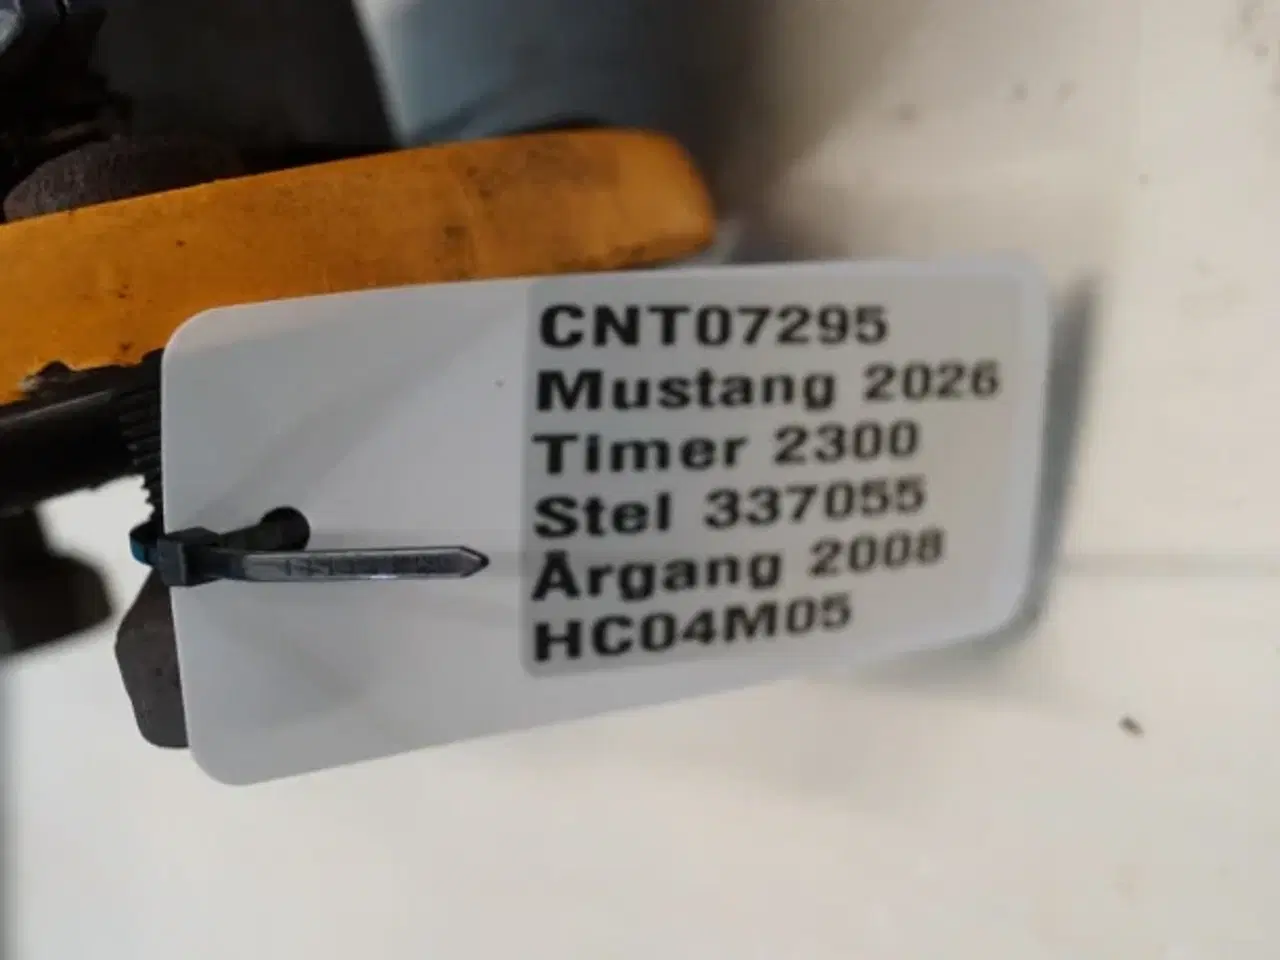 CNT07295
Mustang 2026
Timer 2300
Stel 337055
Årgang 2008
HC04M05